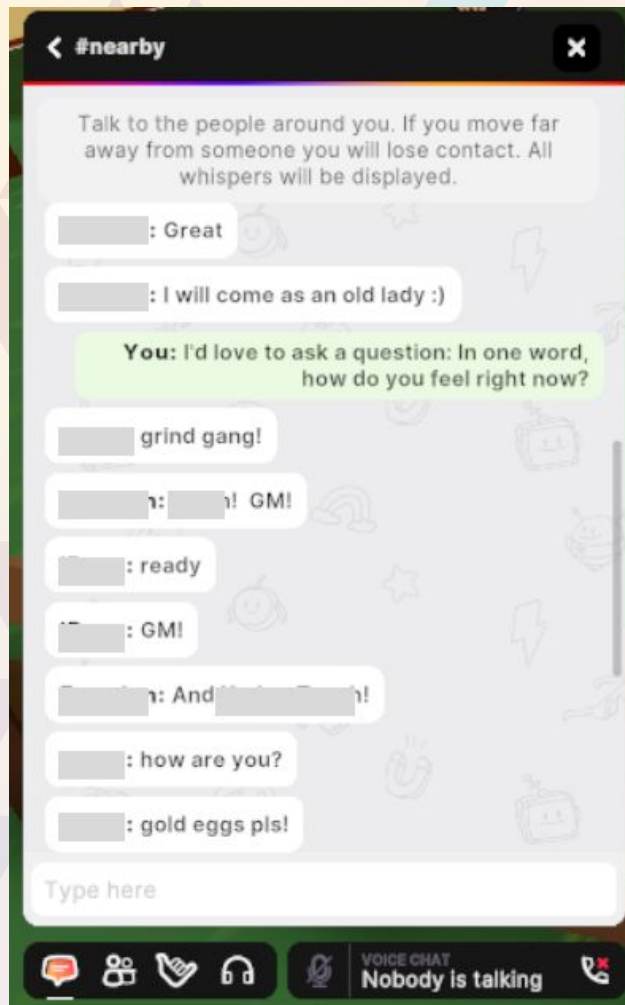 #nearby
Talk to the people around you. If you move far
away from someone you will lose contact. All
whispers will be displayed.
: Great
: I will come as an old lady :)
You: I'd love to ask a question: In one word,
how do you feel right now?
grind gang!
n: ! GM!
: ready
: GM!
n: And !
: how are you?
: gold eggs pls!
Type here
VOICE CHAT
Nobody is talking